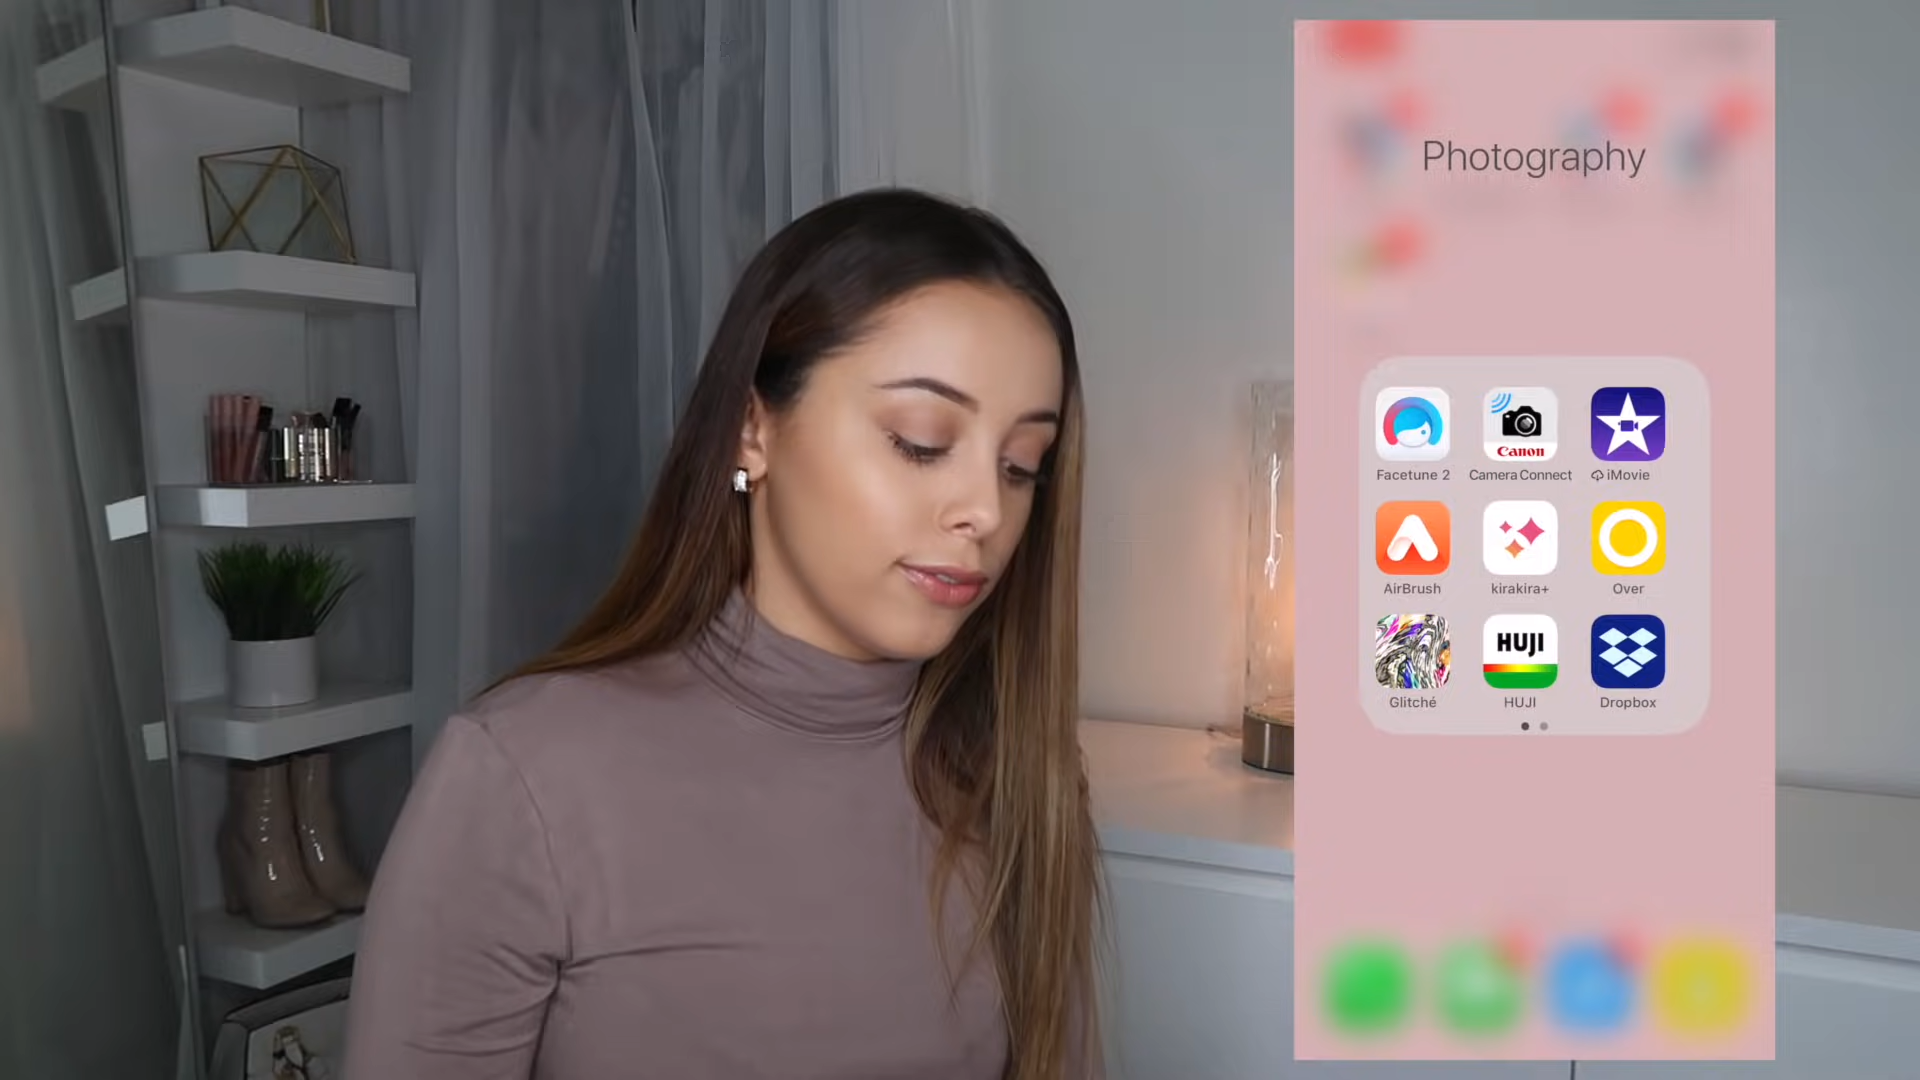 Photography
Facetune 2
Canon
Camera Connect
iMovie
AirBrush
kirakira+
Over
HUJI
Glitché
HUJI
Dropbox